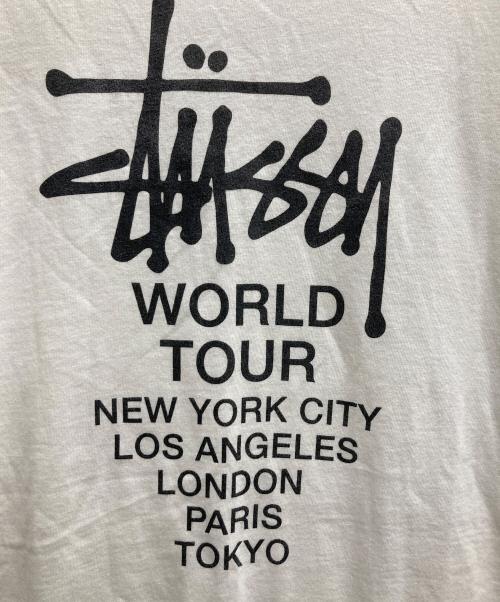 Stüssy
WORLD
TOUR
NEW YORK CITY
LOS ANGELES
LONDON
PARIS
TOKYO